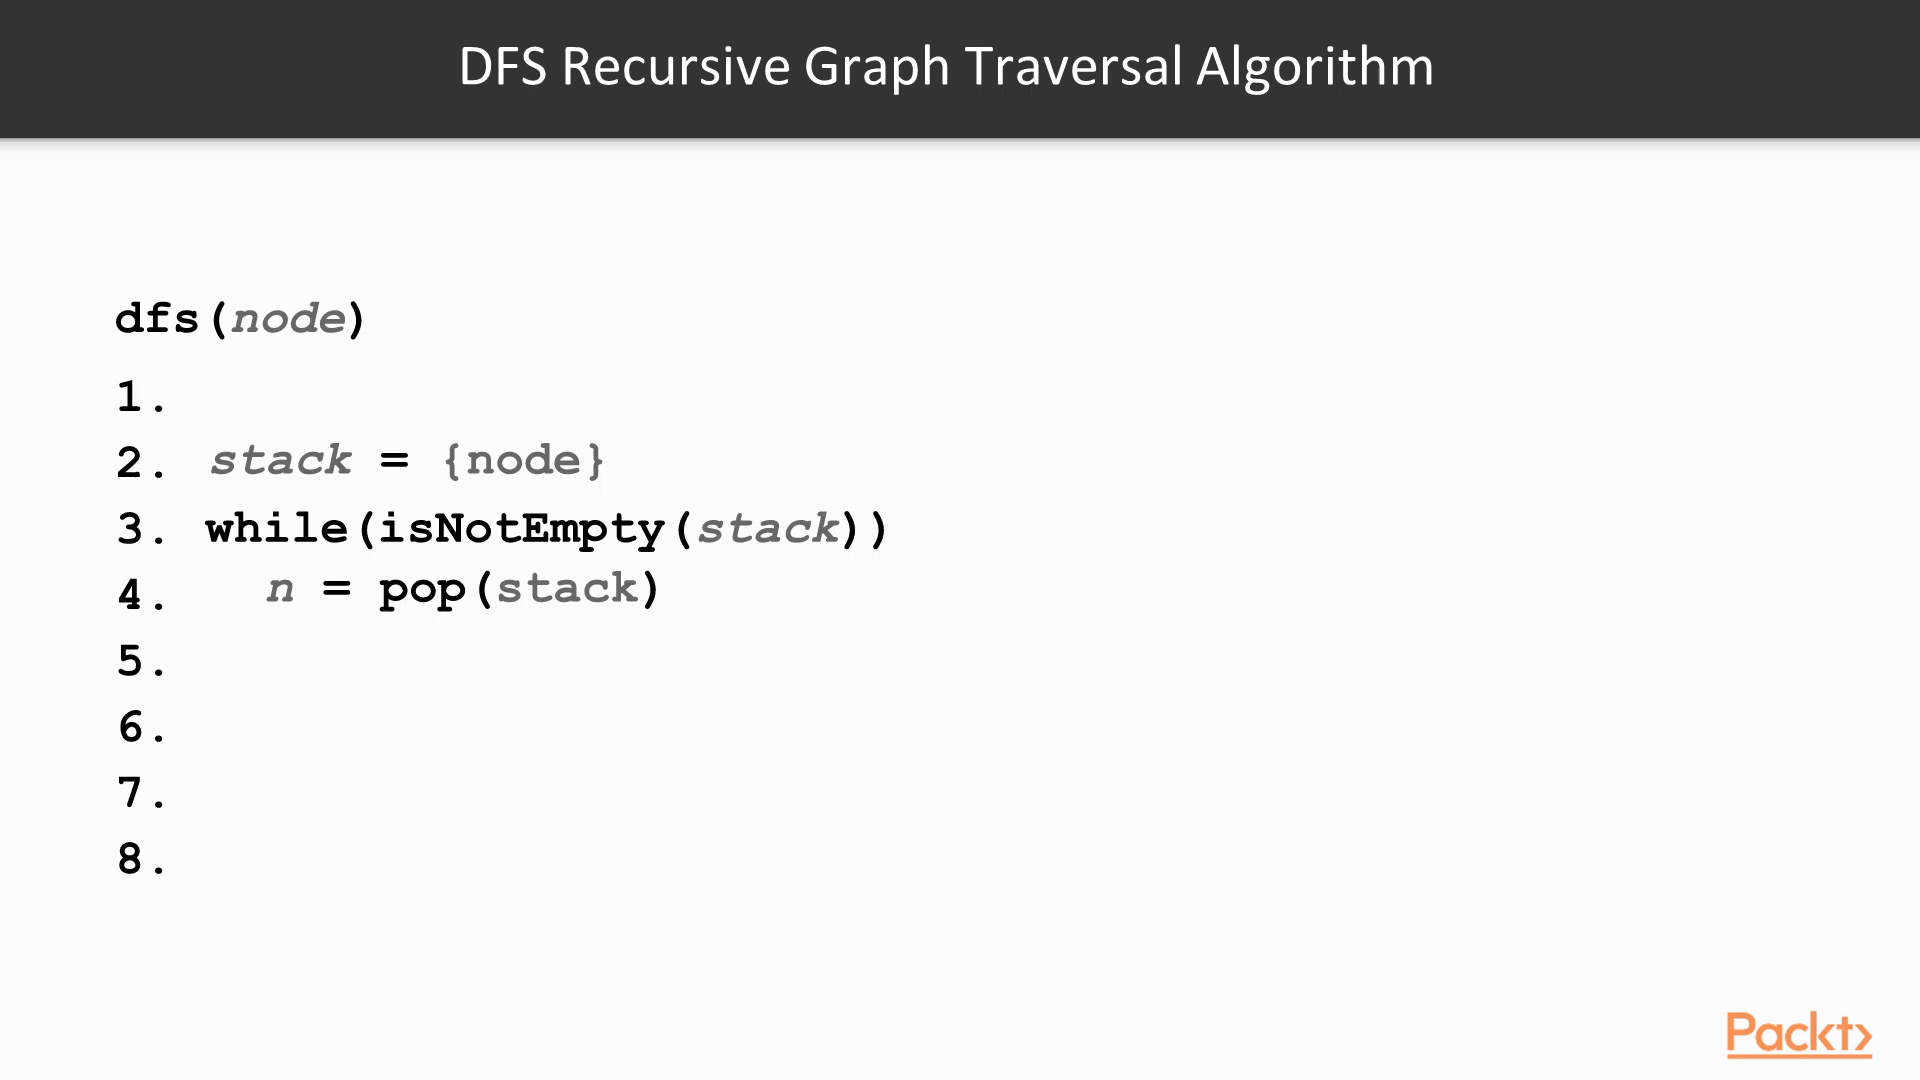 DFS Recursive Graph Traversal Algorithm
dfs(node)
1.
2. stack = {node}
3. while(isNotEmpty(stack))
4. n = pop(stack)
5.
6.
7.
8.
Packt>